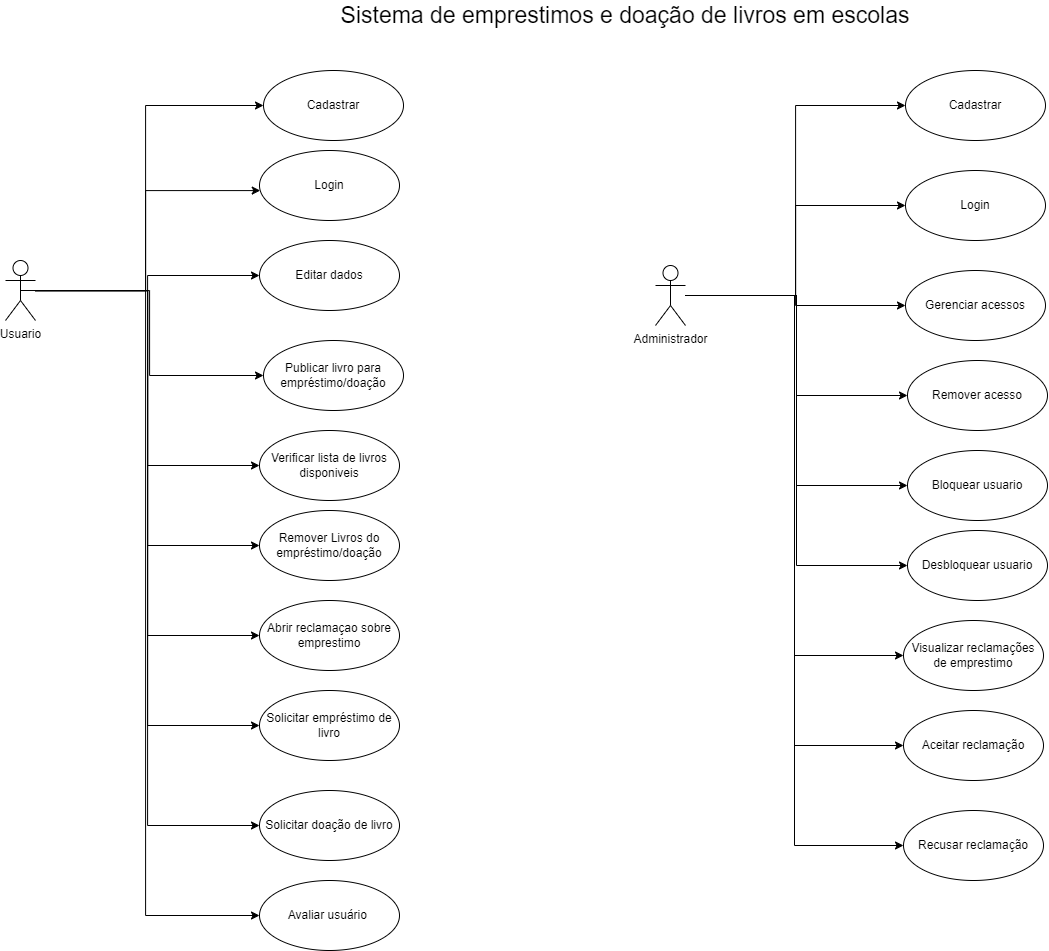 Sistema de emprestimos e doação de livros em escolas
Cadastrar
Login
Editar dados
Usuario
Publicar livro para
empréstimo/doação
Verificar lista de livros
disponiveis
Remover Livros do
empréstimo/doação
Abrir reclamaçao sobre
emprestimo
Solicitar empréstimo de
livro
Solicitar doação de livro
Avaliar usuário
Cadastrar
Login
Gerenciar acessos
Administrador
Remover acesso
Bloquear usuario
Desbloquear usuario
Visualizar reclamações
de emprestimo
Aceitar reclamação
Recusar reclamação